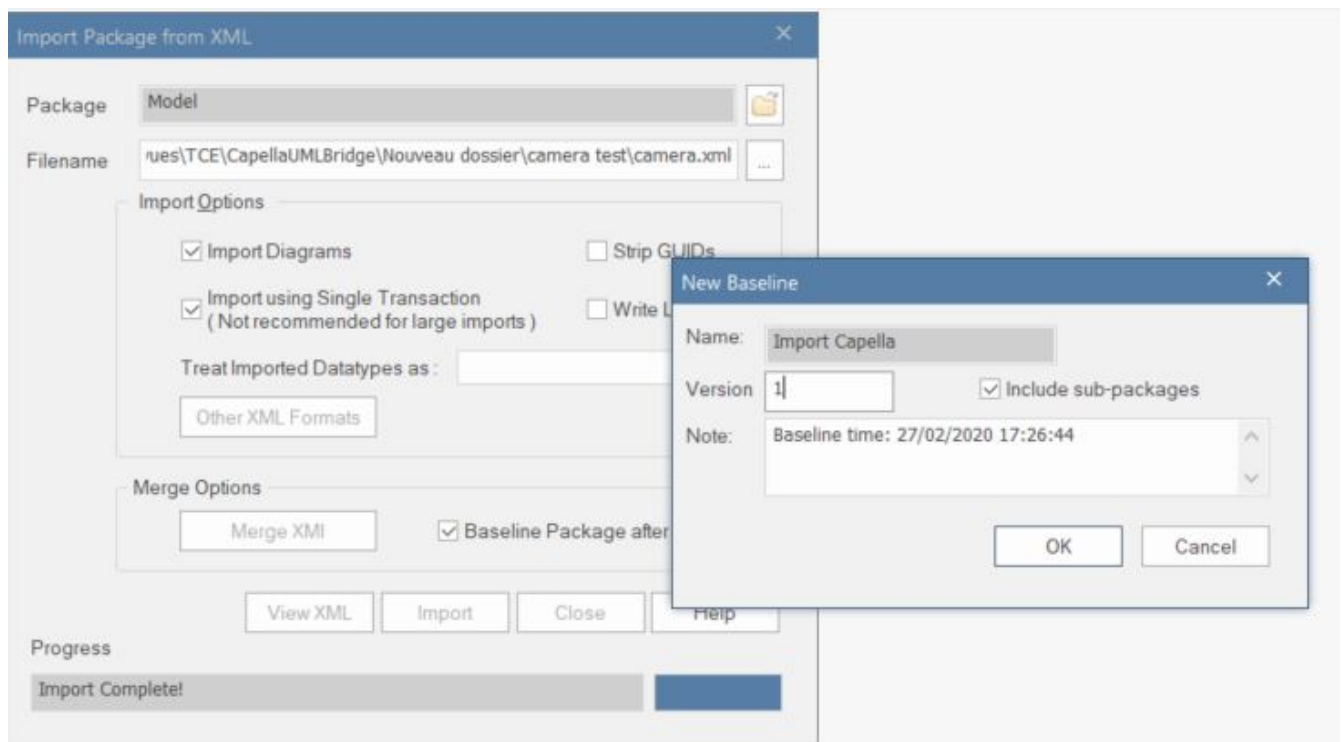 Import Package from XML
Package Model
Filename rues\TCE\CapellaUMLBridge\Nouveau dossier\camera test\camera.xml ...
Import Options
Import Diagrams Strip GUIDs
Import using Single Transaction
( Not recommended for large imports ) Write L
Treat Imported Datatypes as :
Other XML Formats
Merge Options
Merge XMI Baseline Package after
View XML Import Close Help
Progress
Import Complete!
New Baseline
Name: Import Capella
Version 1 Include sub-packages
Note: Baseline time: 27/02/2020 17:26:44
OK Cancel